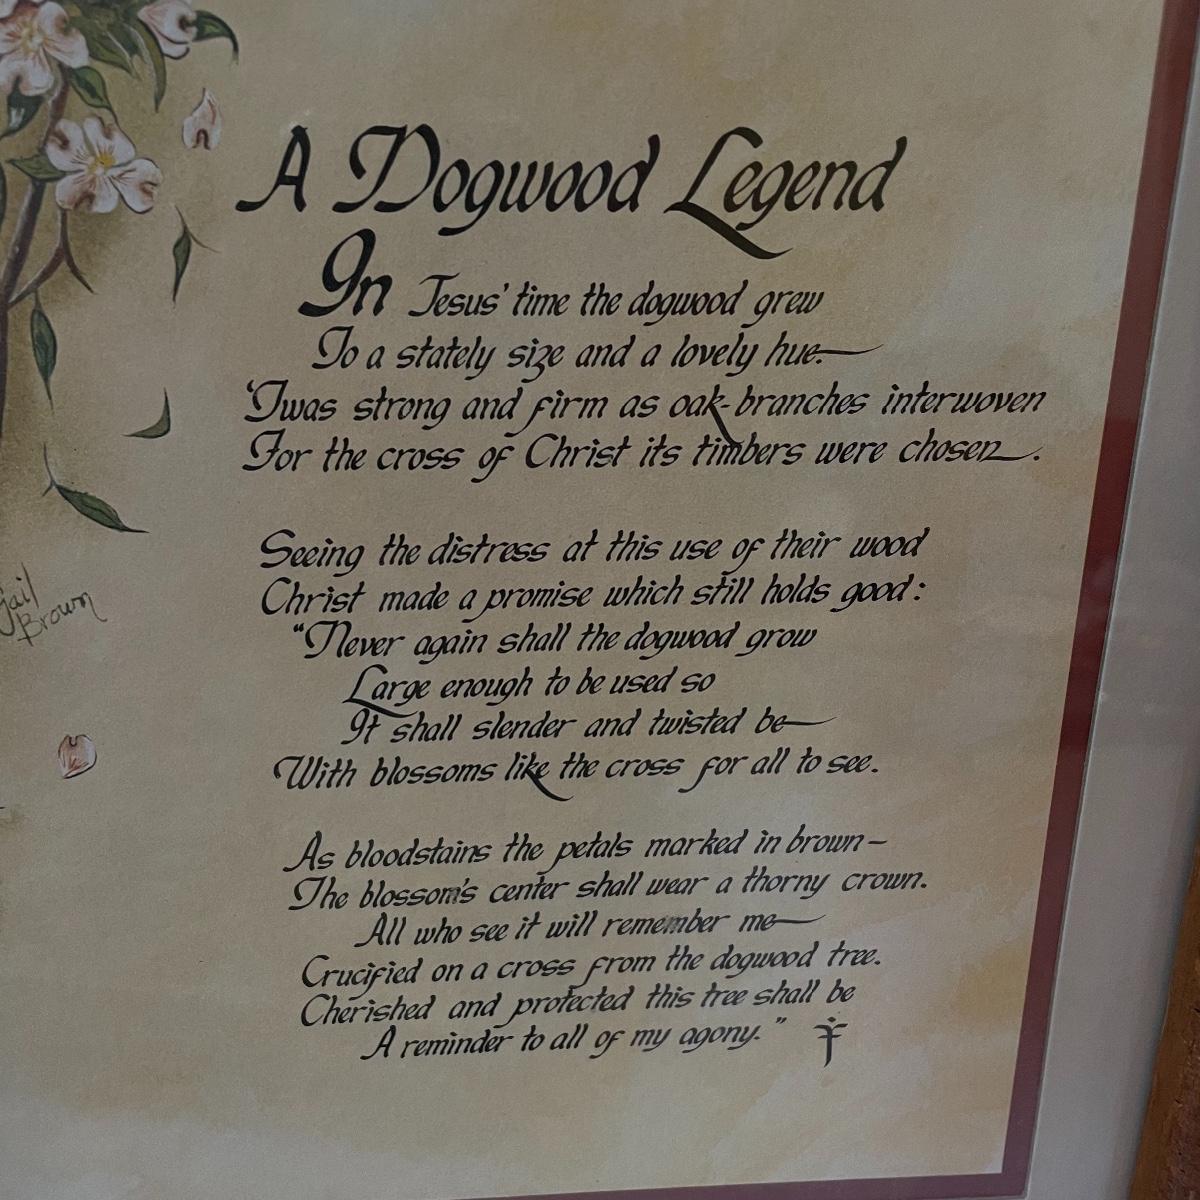 A Dogwood Legend
In Jesus' time the dogwood grew
To a stately size and a lovely hue.
'Twas strong and firm as oak-branches interwoven
For the cross of Christ its timbers were chosen.
Seeing the distress at this use of their wood
Christ made a promise which still holds good:
"Never again shall the dogwood grow
Large enough to be used so
It shall slender and twisted be
With blossoms like the cross for all to see.
As bloodstains the petals marked in brown—
The blossom's center shall wear a thorny crown.
All who see it will remember me
Crucified on a cross from the dogwood tree.
Cherished and protected this tree shall be
A reminder to all of my agony."
Gail
Brown